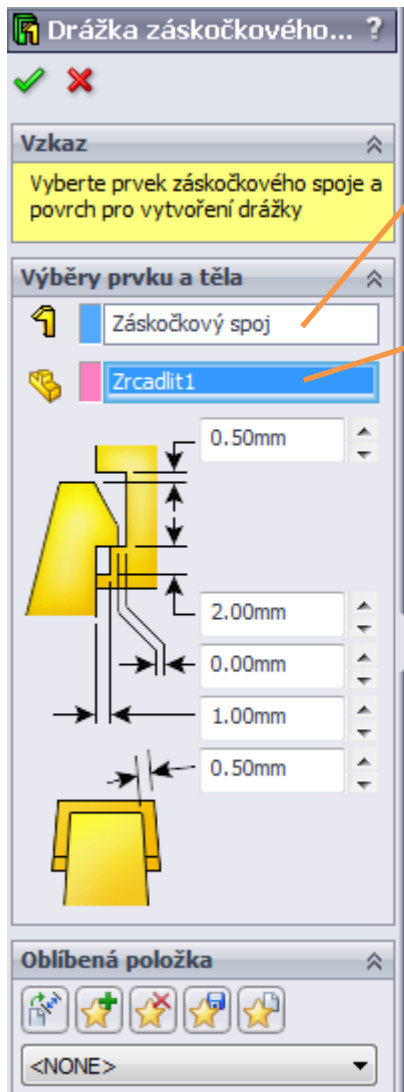 Drážka záskočkového... ?
Vzkaz
Vyberte prvek záskočkového spoje a
povrch pro vytvoření drážky
Výběry prvku a těla
Záskočkový spoj
Zrcadlit1
0.50mm
2.00mm
0.00mm
1.00mm
0.50mm
Oblíbená položka
<NONE>